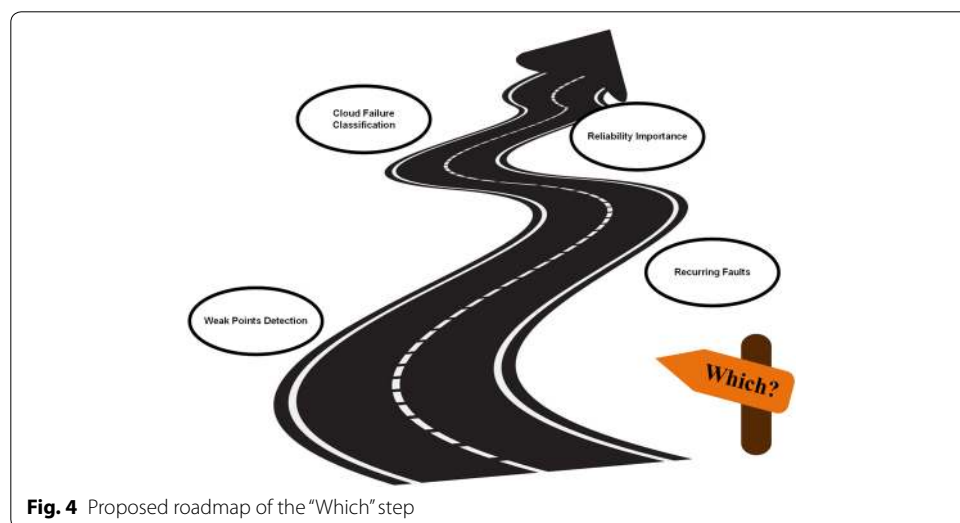 Cloud Failure
Classification
Reliability Importance
Recurring Faults
Weak Points Detection
Which?
Fig. 4 Proposed roadmap of the “Which” step